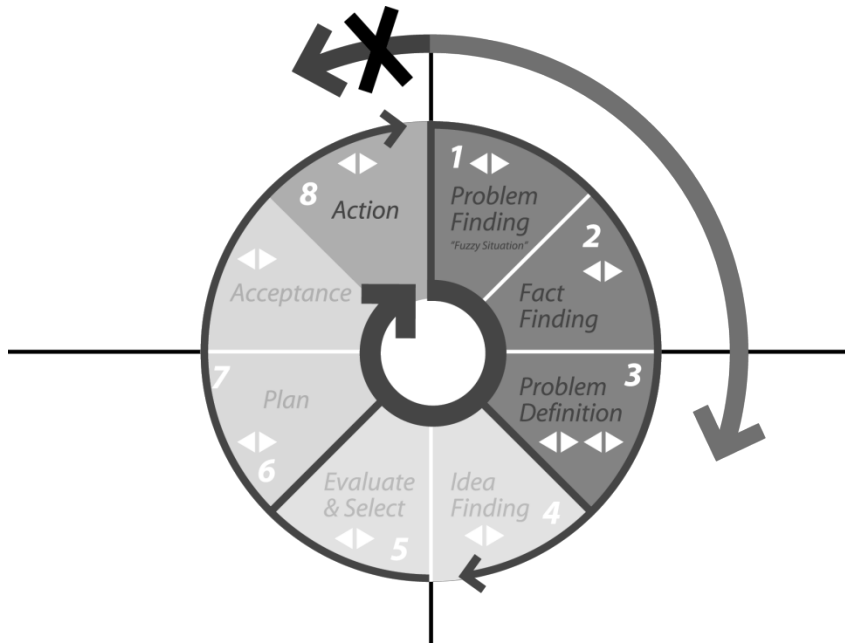 1
Problem
Finding
"Fuzzy Situation"
2
Fact
Finding
3
Problem
Definition
4
Idea
Finding
5
Evaluate
& Select
6
Plan
7
Acceptance
8
Action